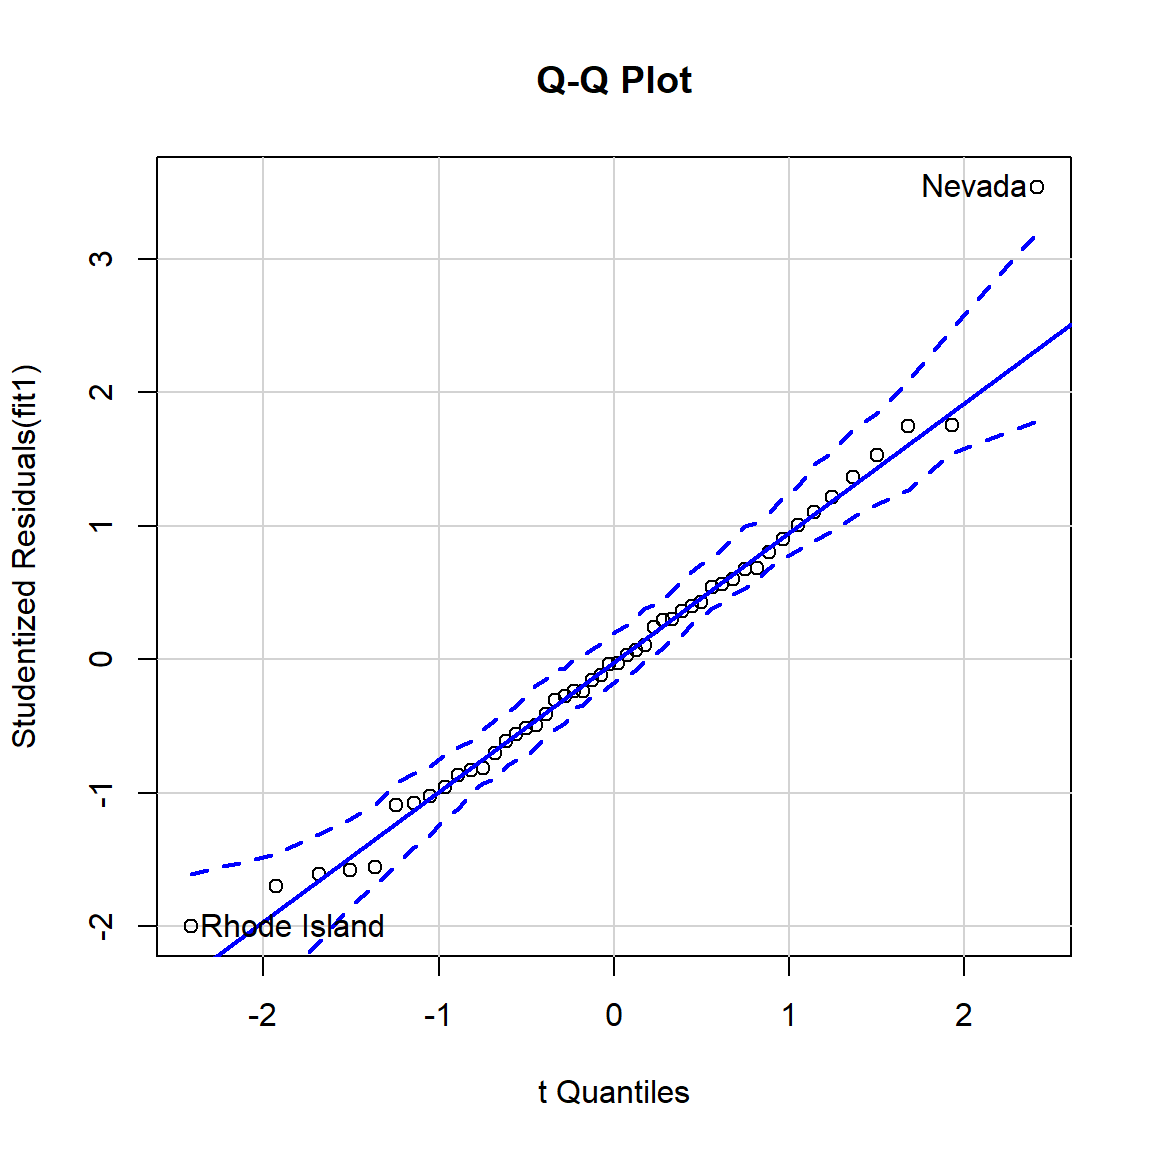 Q-Q Plot
Nevada
Rhode Island
Studentized Residuals(fit1)
3
2
1
0
-1
-2
-2 -1 0 1 2
t Quantiles